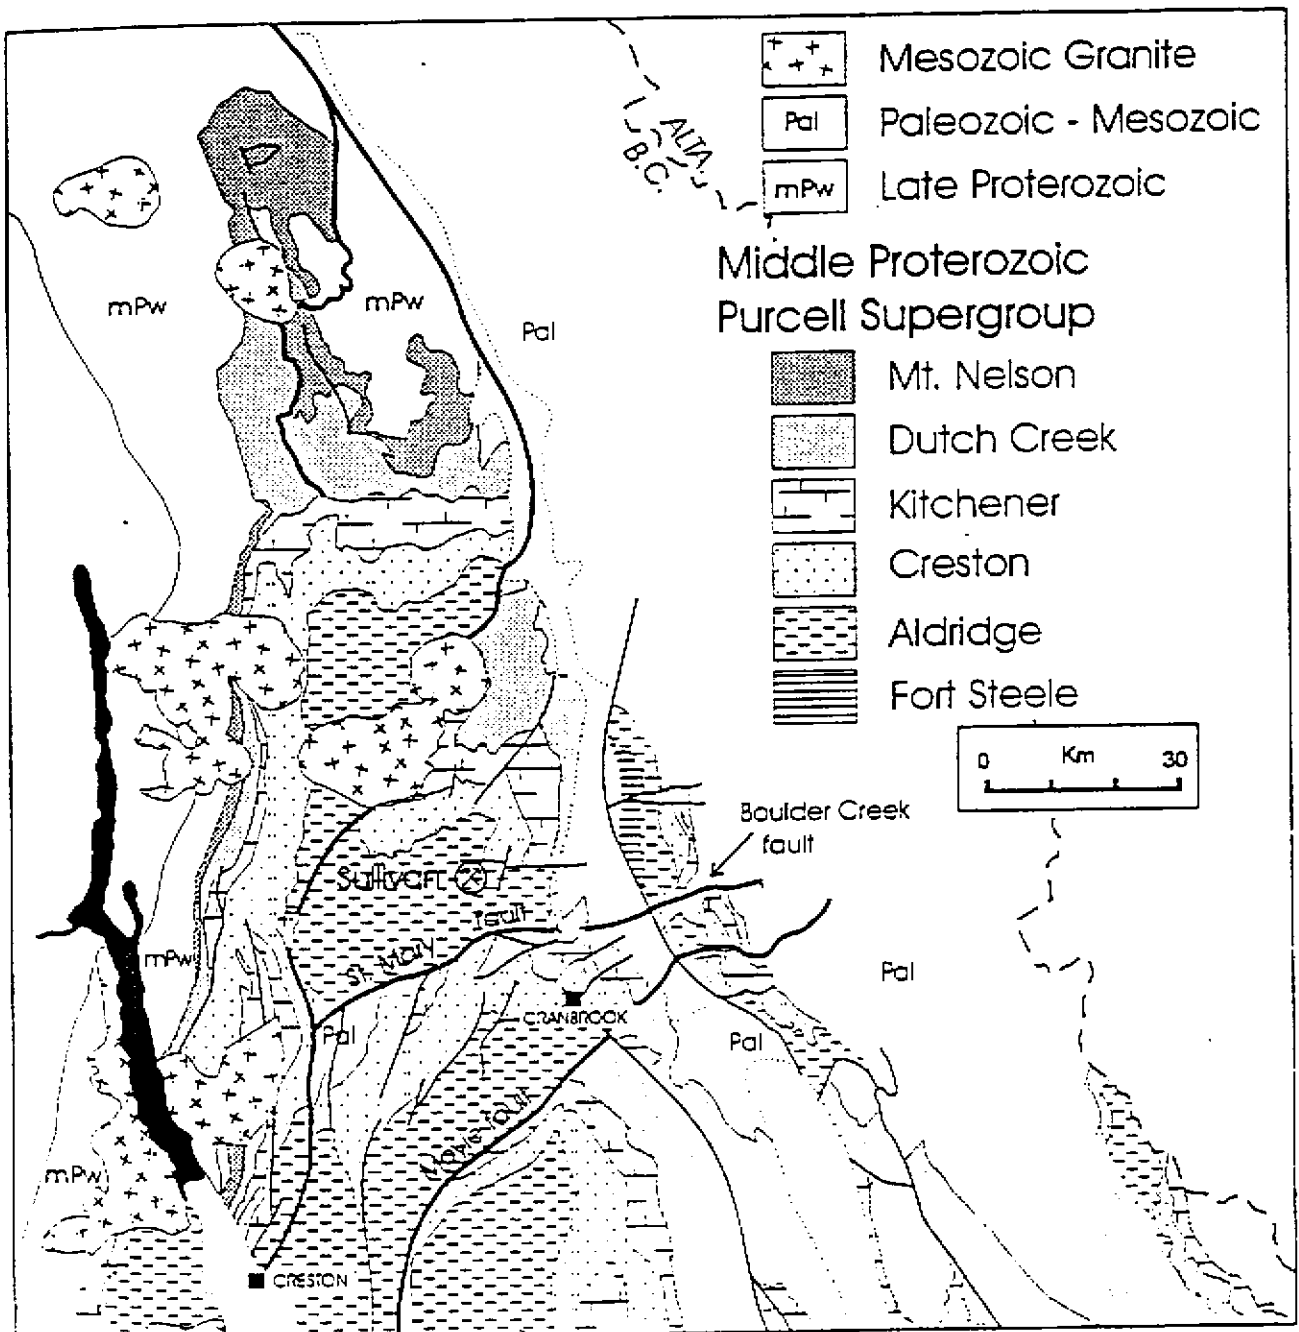 Mesozoic Granite
Pal Paleozoic - Mesozoic
mPw Late Proterozoic
Middle Proterozoic
Purcell Supergroup
Mt. Nelson
Dutch Creek
Kitchener
Creston
Aldridge
Fort Steele
0 Km 30
ALTA.
B.C.
mPw
mPw
Pal
Boulder Creek
fault
Sullivan
St. Mary fault
mPw
Pal
CRANBROOK
Pal
Pal
Moyie fault
mPw
CRESTON